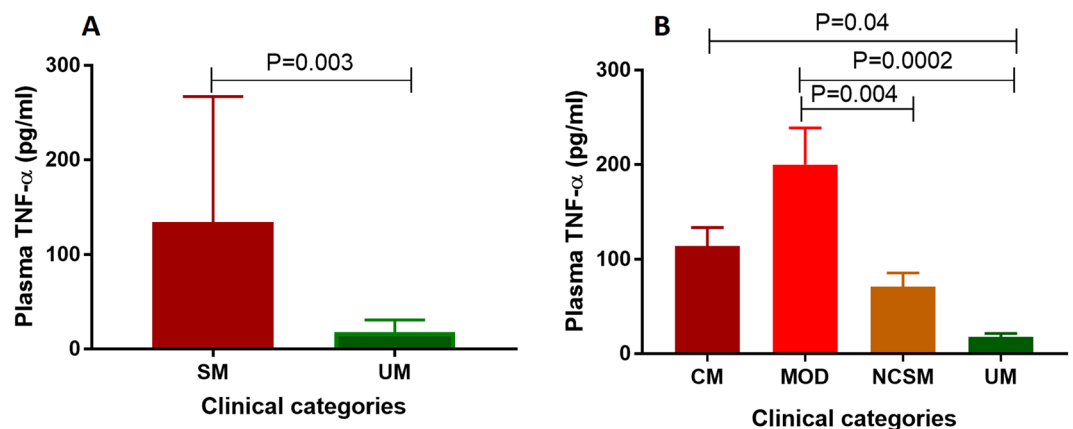 A
P=0.003
300
200
100
0
Plasma TNF-α (pg/ml)
SM UM
Clinical categories
B
P=0.04
P=0.0002
P=0.004
300
200
100
0
Plasma TNF-α (pg/ml)
CM MOD NCSM UM
Clinical categories